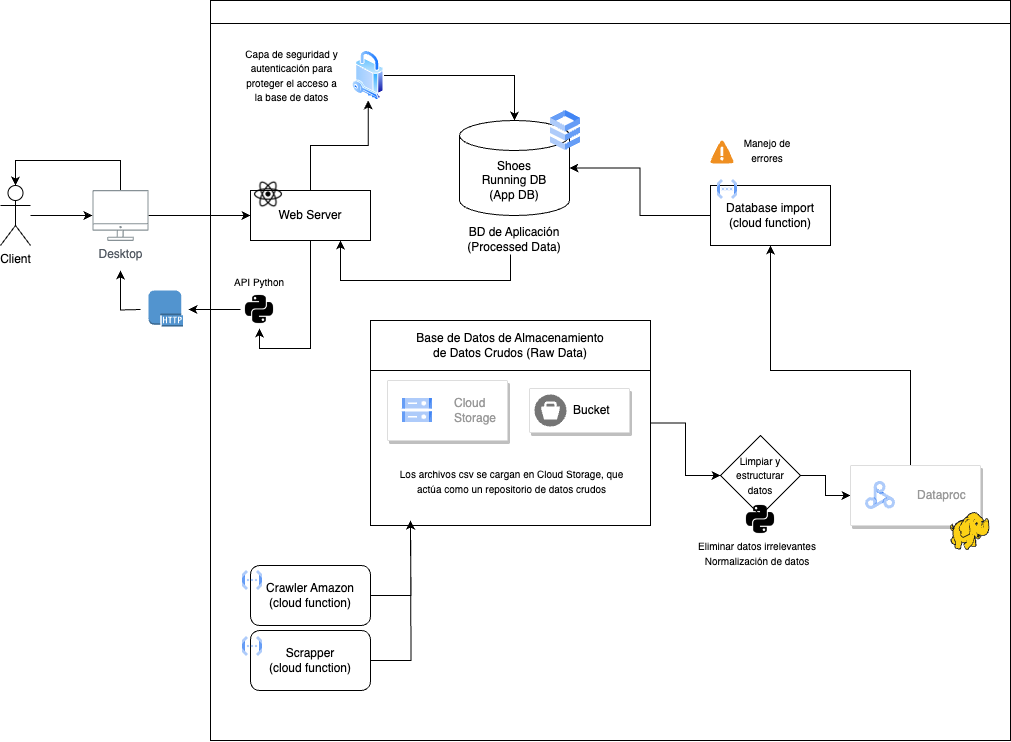 Capa de seguridad y
autenticación para
proteger el acceso a
la base de datos
Shoes
Running DB
(App DB)
BD de Aplicación
(Processed Data)
Manejo de
errores
Database import
(cloud function)
Web Server
Client
Desktop
HTTP
API Python
Base de Datos de Almacenamiento
de Datos Crudos (Raw Data)
Cloud
Storage
Bucket
Los archivos csv se cargan en Cloud Storage, que
actúa como un repositorio de datos crudos
Limpiar y
estructurar
datos
Eliminar datos irrelevantes
Normalización de datos
Dataproc
Crawler Amazon
(cloud function)
Scrapper
(cloud function)